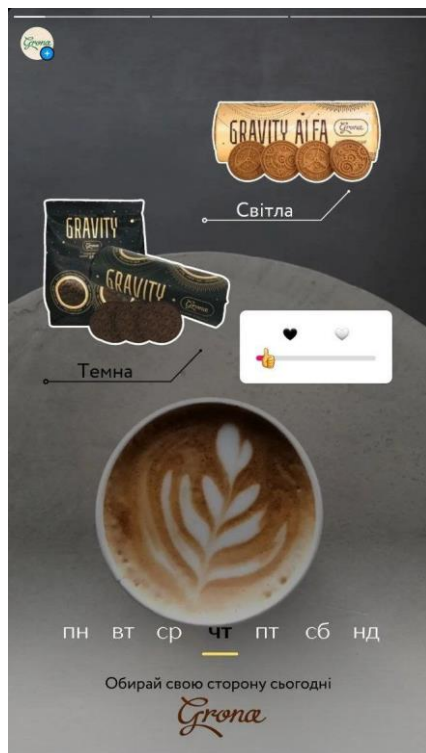 Grona
GRAVITY ALFA Grona
Світла
GRAVITY
GRAVITY
Grona
Темна
пн вт ср чт пт сб нд
Обирай свою сторону сьогодні
Grona